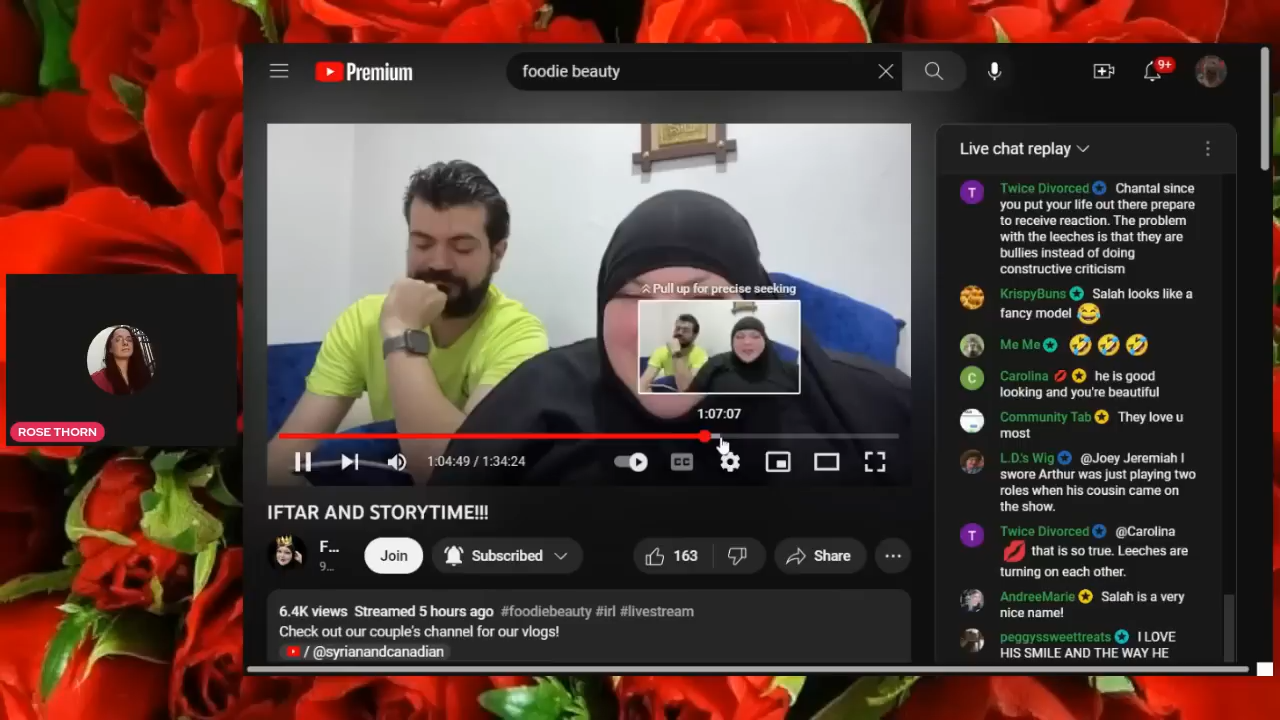 Premium
foodie beauty
9+
Live chat replay
T
Twice Divorced Chantal since
you put your life out there prepare
to receive reaction. The problem
with the leeches is that they are
bullies instead of doing
constructive criticism
KrispyBuns Salah looks like a
fancy model
Me Me
C
Carolina he is good
looking and you're beautiful
Community Tab They love u
most
L.D.'s Wig @Joey Jeremiah I
swore Arthur was just playing two
roles when his cousin came on
the show.
T
Twice Divorced @Carolina
that is so true. Leeches are
turning on each other.
AndreeMarie Salah is a very
nice name!
peggyssweettreats I LOVE
HIS SMILE AND THE WAY HE
Pull up for precise seeking
1:07:07
1:04:49 / 1:34:24
CC
ROSE THORN
IFTAR AND STORYTIME!!!
F...
9...
Join
Subscribed
163
Share
6.4K views Streamed 5 hours ago #foodiebeauty #irl #livestream
Check out our couple's channel for our vlogs!
/ @syrianandcanadian